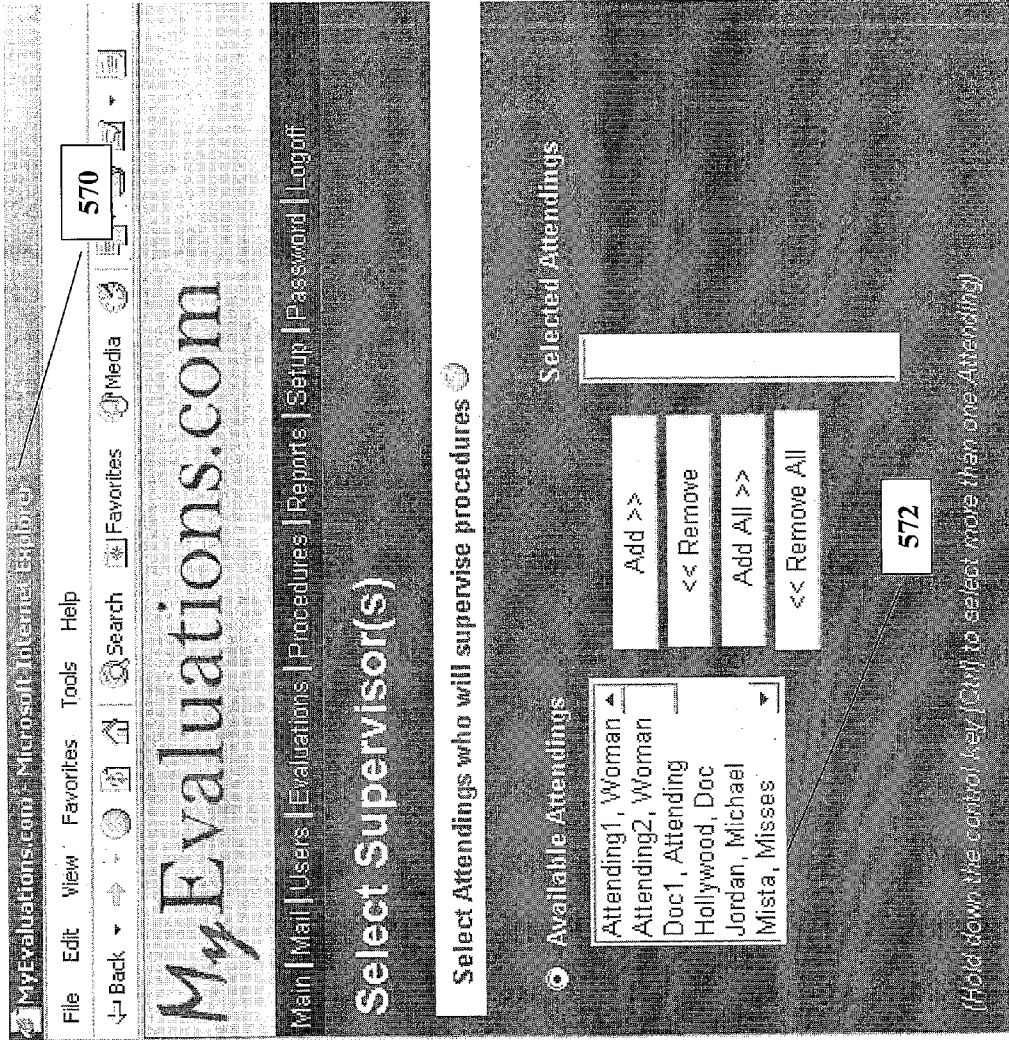 MyEvaluations.com - Microsoft Internet Explorer
570
File Edit View Favorites Tools Help
Back Search Favorites Media
MyEvaluations.com
Main | Mail | Users | Evaluations | Procedures | Reports | Setup | Password | Logoff
Select Supervisor(s)
Select Attendings who will supervise procedures
Available Attendings
Selected Attendings
Attending1, Woman
Attending2, Woman
Doc1, Attending
Hollywood, Doc
Jordan, Michael
Mista, Misses
Add >>
<< Remove
Add All >>
<< Remove All
572
(Hold down the control key [Ctrl] to select more than one Attending)